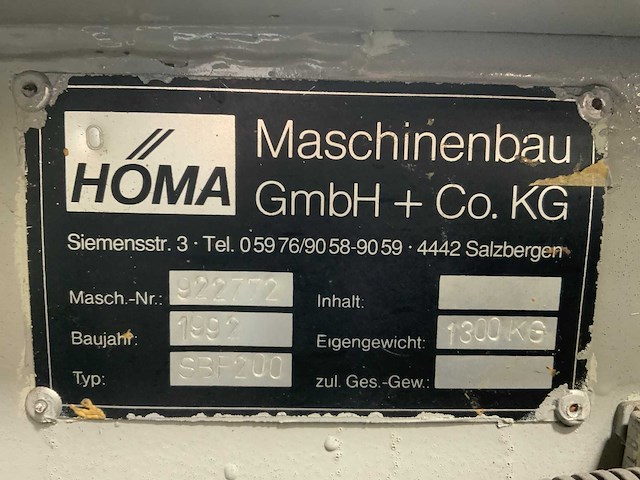 HÖMA
Maschinenbau
GmbH + Co. KG
Siemensstr. 3 · Tel. 05976/9058-9059 · 4442 Salzbergen
Masch.-Nr.: 922772
Baujahr: 1992
Typ: SBF200
Inhalt:
Eigengewicht: 1300 KG
zul. Ges.-Gew.: